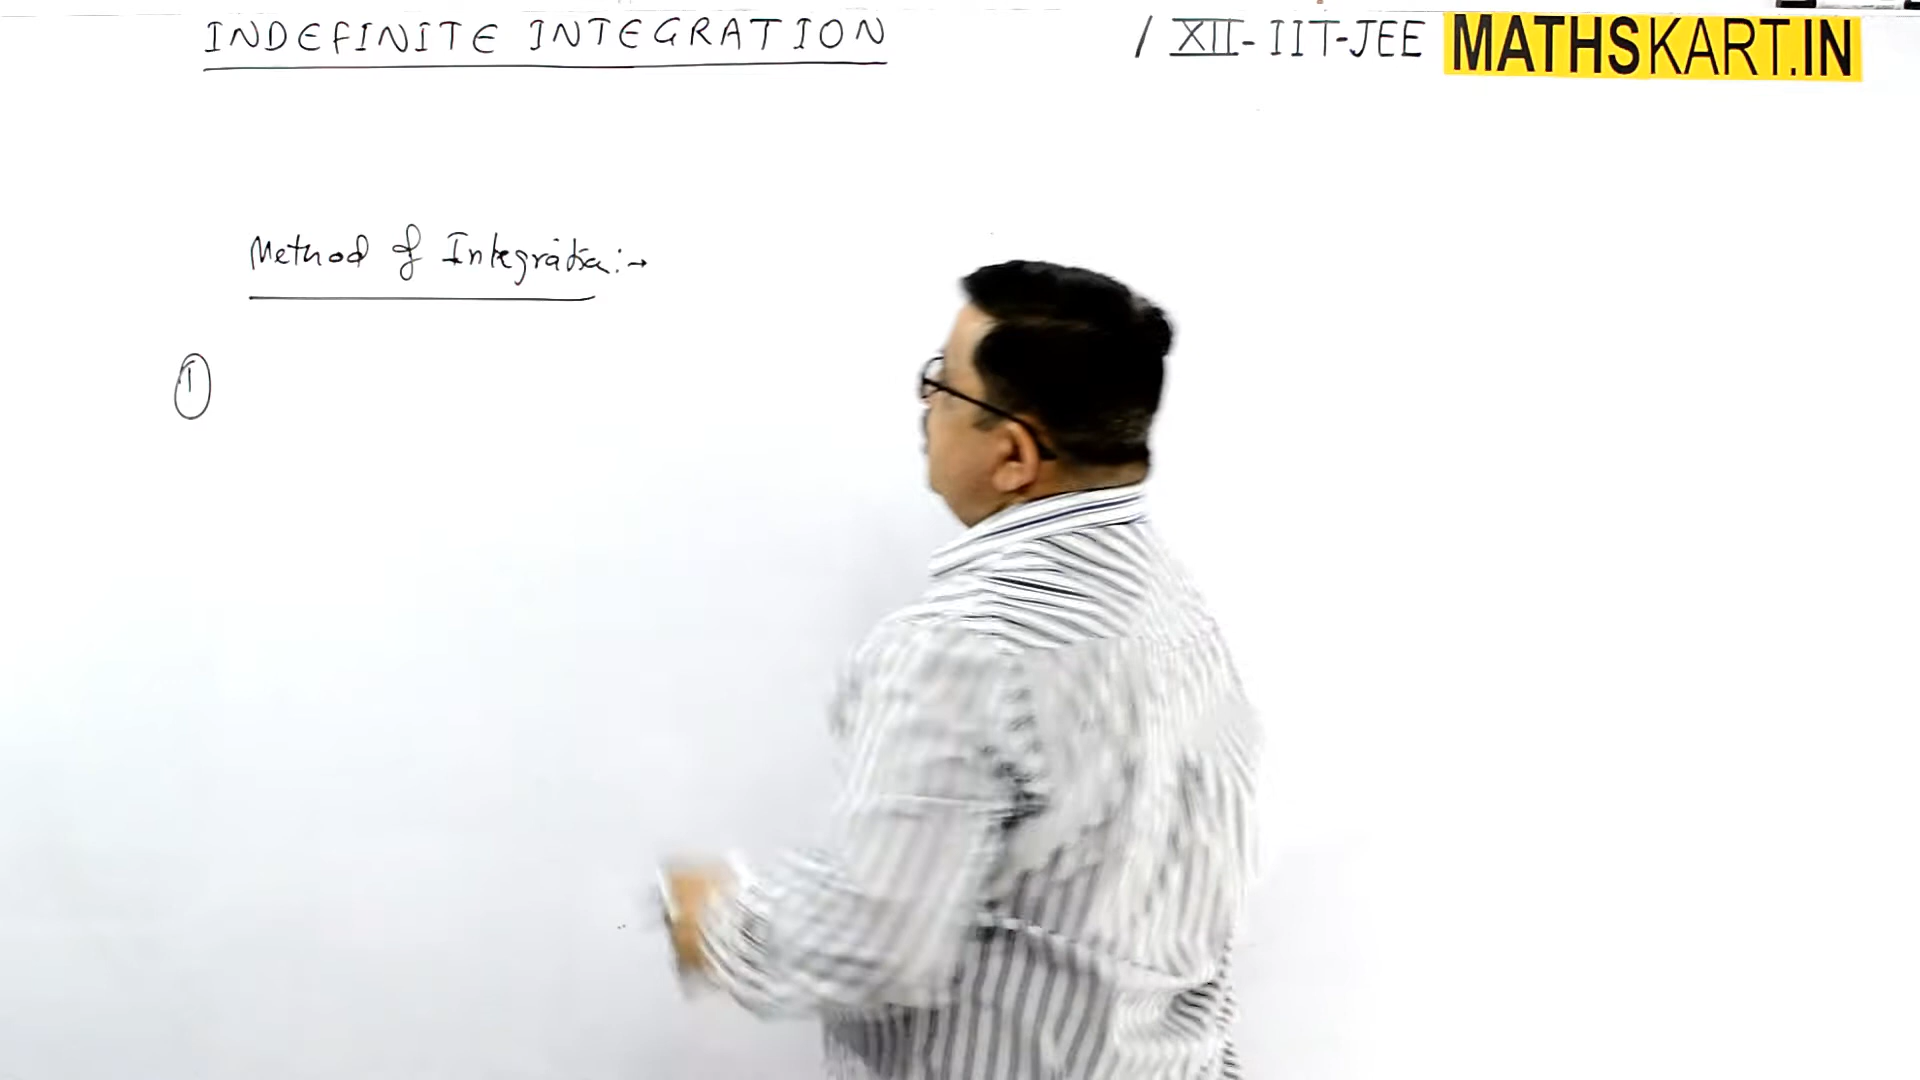 INDEFINITE INTEGRATION / XII-IIT-JEE MATHSKART.IN
Method of Integration:→
①